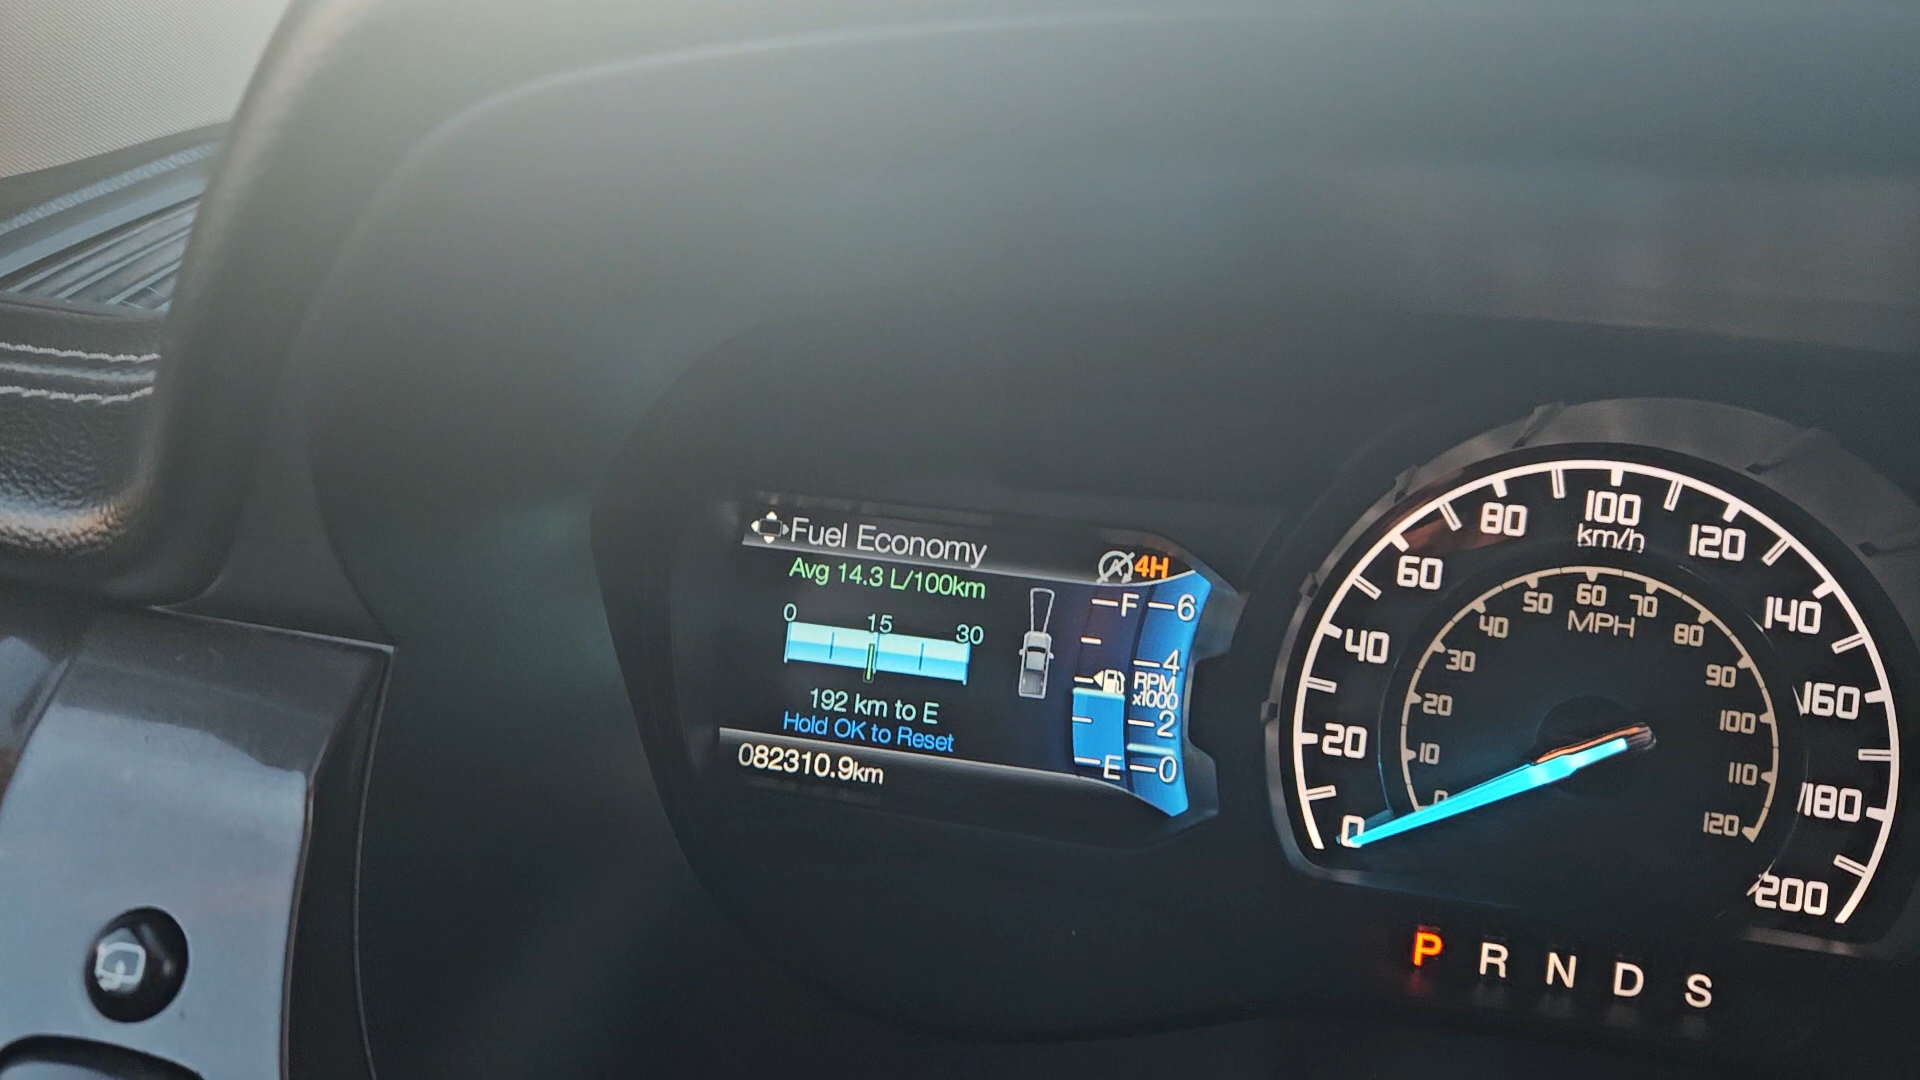 Fuel Economy
4H
Avg 14.3 L/100km
0 15 30
192 km to E
Hold OK to Reset
082310.9km
F
E
6
4
RPM
x1000
2
0
0 20 40 60 80 100 120 140 160 180 200
km/h
0 10 20 30 40 50 60 70 80 90 100 110 120
MPH
P R N D S